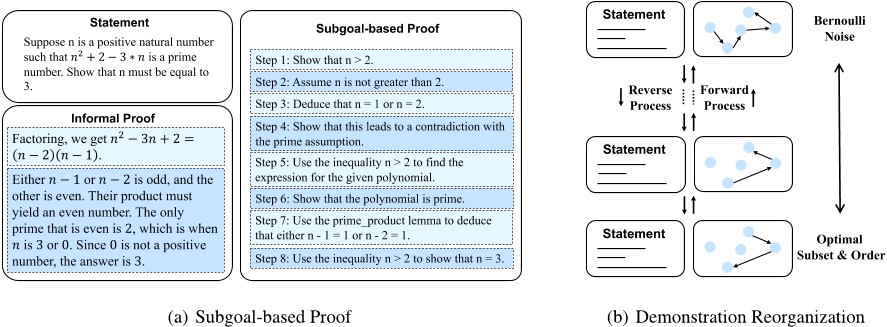 Statement
Suppose n is a positive natural number
such that n² + 2 − 3 ∗ n is a prime
number. Show that n must be equal to
3.
Informal Proof
Factoring, we get n² − 3n + 2 =
(n − 2)(n − 1).
Either n − 1 or n − 2 is odd, and the
other is even. Their product must
yield an even number. The only
prime that is even is 2, which is when
n is 3 or 0. Since 0 is not a positive
number, the answer is 3.
Subgoal-based Proof
Step 1: Show that n > 2.
Step 2: Assume n is not greater than 2.
Step 3: Deduce that n = 1 or n = 2.
Step 4: Show that this leads to a contradiction with
the prime assumption.
Step 5: Use the inequality n > 2 to find the
expression for the given polynomial.
Step 6: Show that the polynomial is prime.
Step 7: Use the prime_product lemma to deduce
that either n - 1 = 1 or n - 2 = 1.
Step 8: Use the inequality n > 2 to show that n = 3.
(a) Subgoal-based Proof
Statement
Bernoulli
Noise
Reverse
Process
Forward
Process
Statement
Statement
Optimal
Subset & Order
(b) Demonstration Reorganization